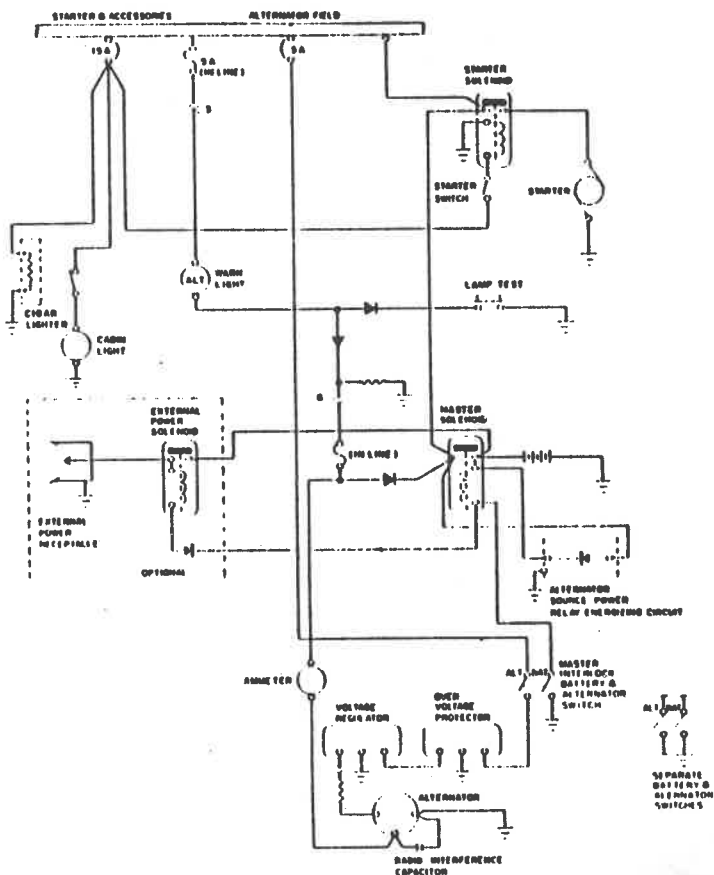 STARTER & ACCESSORIES
ALTERNATOR FIELD
15A
5A
(INLINE)
5A
STARTER
SOLENOID
STARTER
SWITCH
STARTER
ALT
WARN
LIGHT
LAMP TEST
CIGAR
LIGHTER
CABIN
LIGHT
EXTERNAL
POWER
SOLENOID
MASTER
SOLENOID
(INLINE)
EXTERNAL
POWER
RECEPTACLE
OPTIONAL
ALTERNATOR
SOURCE POWER
RELAY ENERGIZING CIRCUIT
AMMETER
ALT
BAT
MASTER
BATTERY &
ALTERNATOR
SWITCH
VOLTAGE
REGULATOR
OVER
VOLTAGE
PROTECTOR
ALT
BAT
SEPARATE
BATTERY &
SWITCHES
ALTERNATOR
RADIO INTERFERENCE
CAPACITOR